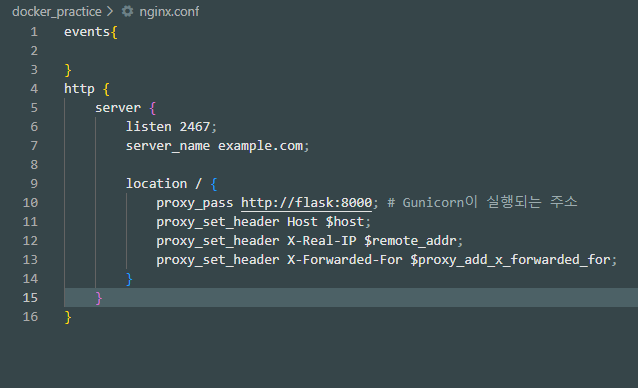 docker_practice > nginx.conf
1 events{
2
3 }
4 http {
5 server {
6 listen 2467;
7 server_name example.com;
8
9 location / {
10 proxy_pass http://flask:8000; # Gunicorn이 실행되는 주소
11 proxy_set_header Host $host;
12 proxy_set_header X-Real-IP $remote_addr;
13 proxy_set_header X-Forwarded-For $proxy_add_x_forwarded_for;
14 }
15 }
16 }